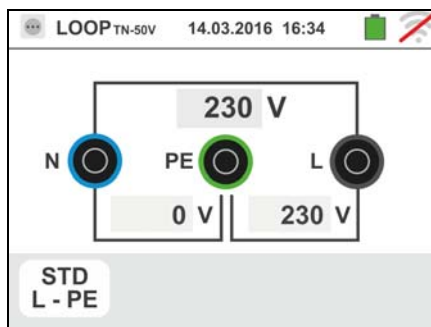 LOOP TN-50V 14.03.2016 16:34
230 V
N PE L
0 V 230 V
STD
L - PE